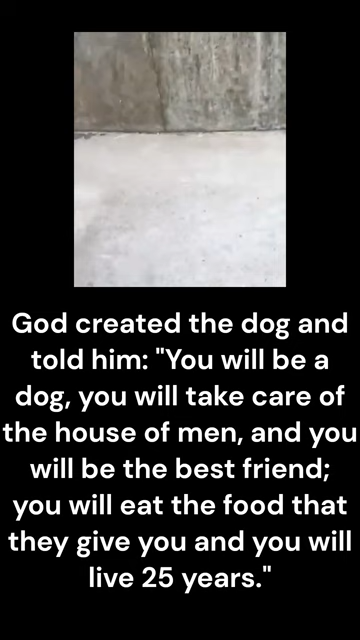 God created the dog and
told him: "You will be a
dog, you will take care of
the house of men, and you
will be the best friend;
you will eat the food that
they give you and you will
live 25 years."